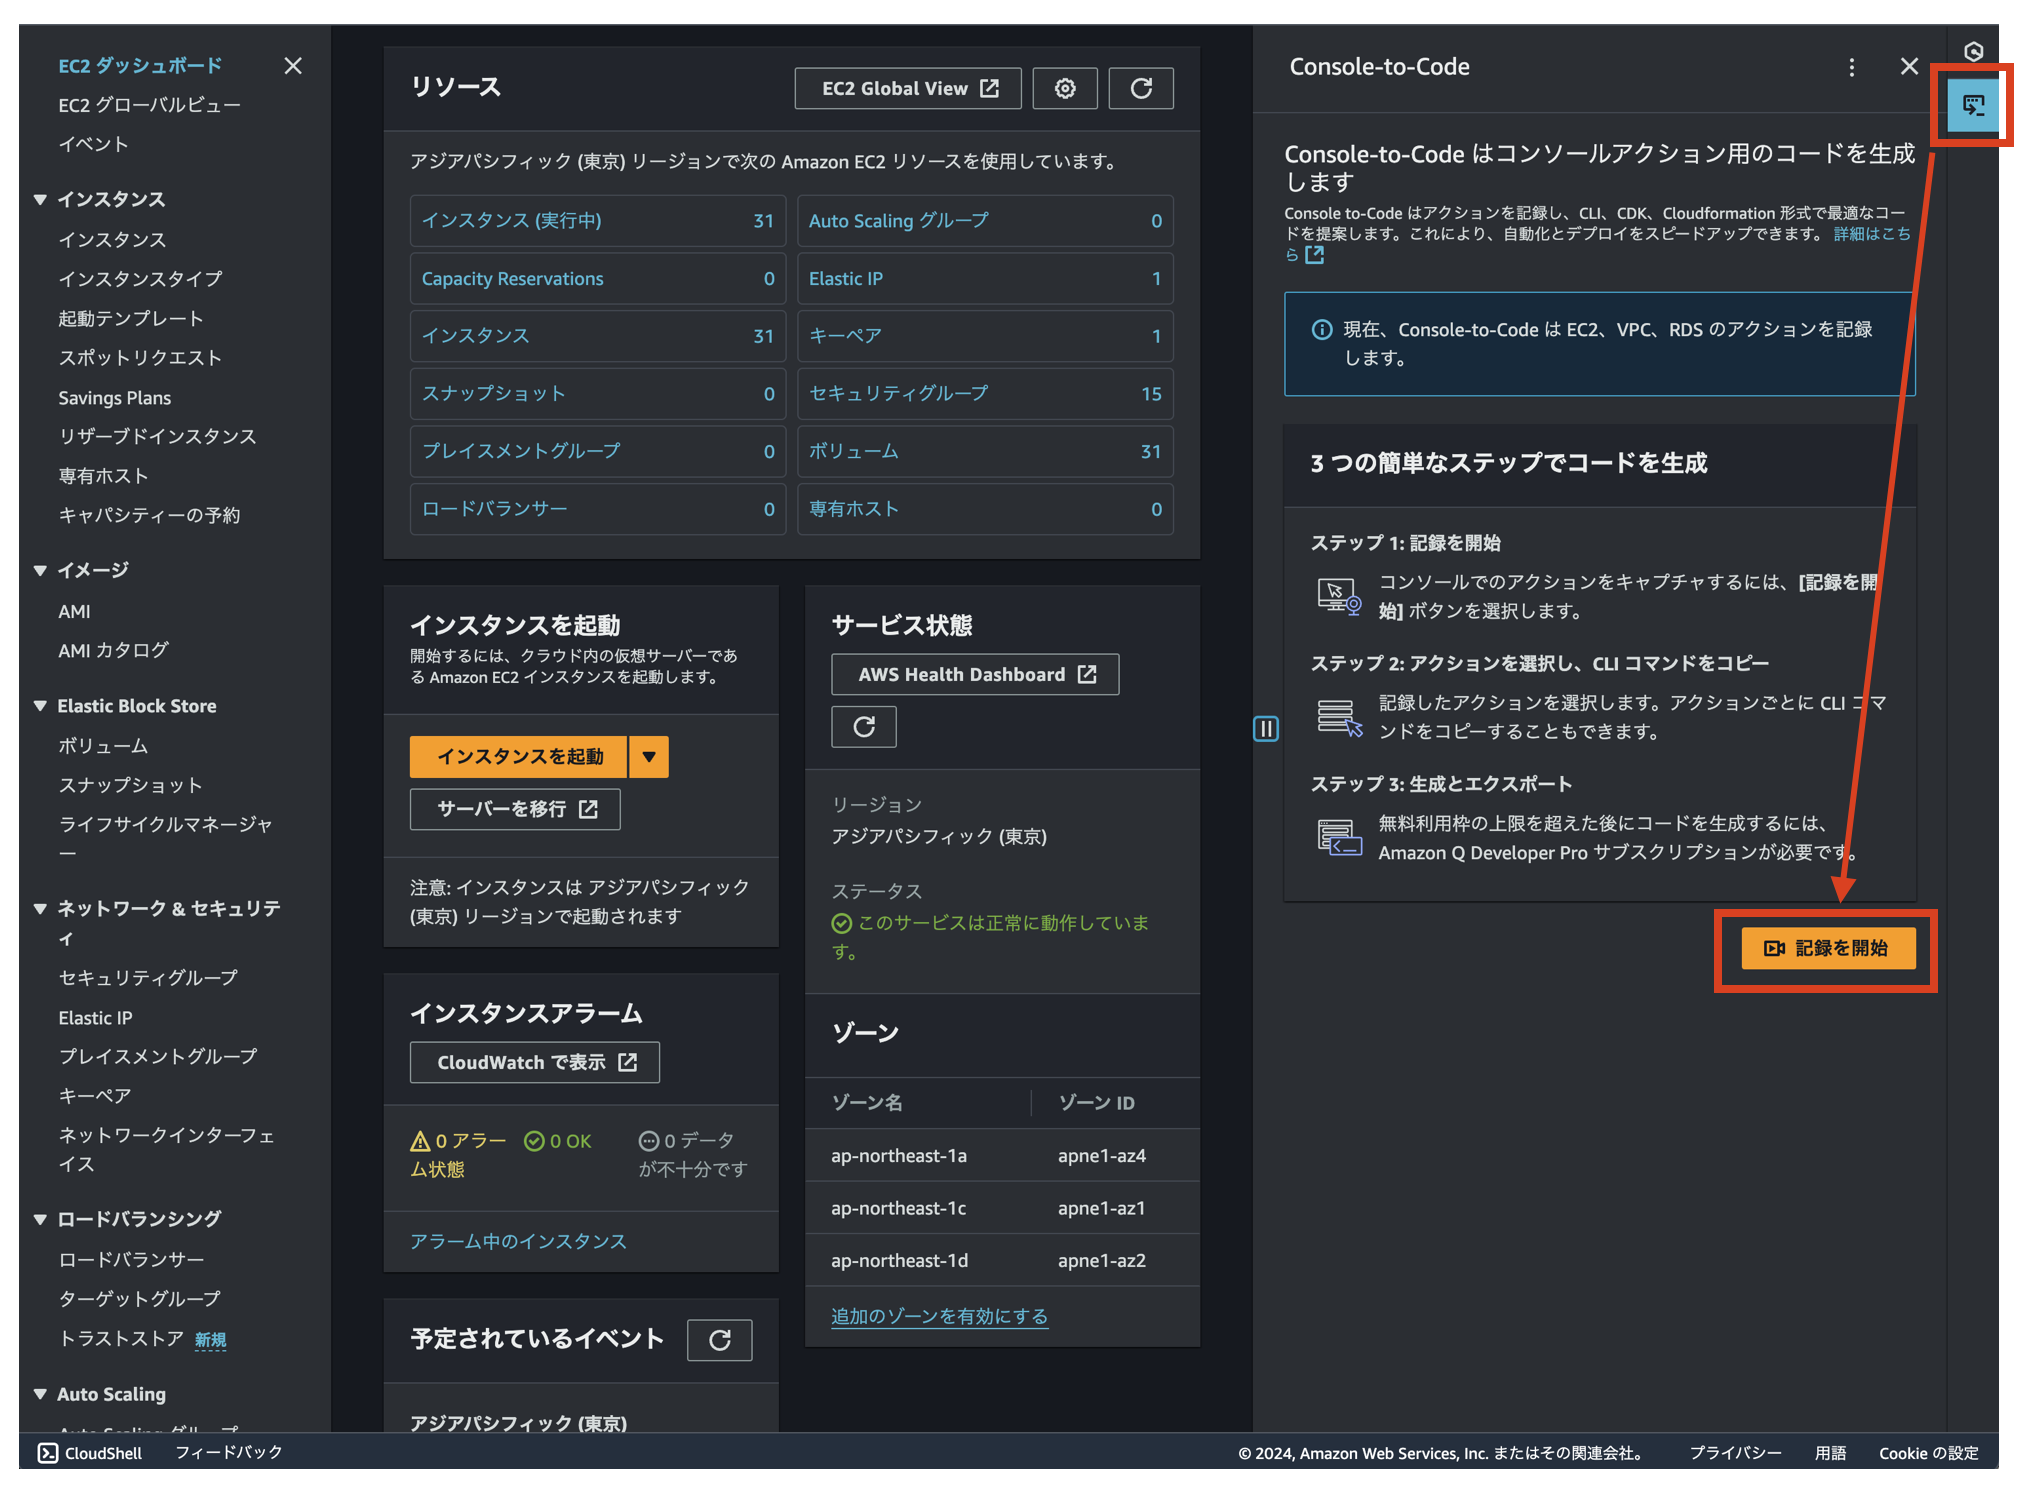 EC2 ダッシュボード
EC2 グローバルビュー
イベント
インスタンス
インスタンス
インスタンスタイプ
起動テンプレート
スポットリクエスト
Savings Plans
リザーブドインスタンス
専有ホスト
キャパシティーの予約
イメージ
AMI
AMI カタログ
Elastic Block Store
ボリューム
スナップショット
ライフサイクルマネージャ
ー
ネットワーク & セキュリテ
ィ
セキュリティグループ
Elastic IP
プレイスメントグループ
キーペア
ネットワークインターフェ
イス
ロードバランシング
ロードバランサー
ターゲットグループ
トラストストア 新規
Auto Scaling
Auto Scaling グループ
リソース
EC2 Global View
アジアパシフィック (東京) リージョンで次の Amazon EC2 リソースを使用しています。
インスタンス (実行中) 31
Auto Scaling グループ 0
Capacity Reservations 0
Elastic IP 1
インスタンス 31
キーペア 1
スナップショット 0
セキュリティグループ 15
プレイスメントグループ 0
ボリューム 31
ロードバランサー 0
専有ホスト 0
インスタンスを起動
開始するには、クラウド内の仮想サーバーであ
る Amazon EC2 インスタンスを起動します。
インスタンスを起動
サーバーを移行
注意: インスタンスは アジアパシフィック
(東京) リージョンで起動されます
インスタンスアラーム
CloudWatch で表示
0 アラー
ム状態
0 OK
0 データ
が不十分です
アラーム中のインスタンス
予定されているイベント
アジアパシフィック (東京)
サービス状態
AWS Health Dashboard
リージョン
アジアパシフィック (東京)
ステータス
このサービスは正常に動作していま
す。
ゾーン
ゾーン名 ゾーン ID
ap-northeast-1a apne1-az4
ap-northeast-1c apne1-az1
ap-northeast-1d apne1-az2
追加のゾーンを有効にする
Console-to-Code
Console-to-Code はコンソールアクション用のコードを生成
します
Console to-Code はアクションを記録し、CLI、CDK、Cloudformation 形式で最適なコー
ドを提案します。これにより、自動化とデプロイをスピードアップできます。 詳細はこち
ら
現在、Console-to-Code は EC2、VPC、RDS のアクションを記録
します。
3 つの簡単なステップでコードを生成
ステップ 1: 記録を開始
コンソールでのアクションをキャプチャするには、[記録を開
始] ボタンを選択します。
ステップ 2: アクションを選択し、CLI コマンドをコピー
記録したアクションを選択します。アクションごとに CLI コマ
ンドをコピーすることもできます。
ステップ 3: 生成とエクスポート
無料利用枠の上限を超えた後にコードを生成するには、
Amazon Q Developer Pro サブスクリプションが必要です。
記録を開始
CloudShell フィードバック
© 2024, Amazon Web Services, Inc. またはその関連会社。 プライバシー 用語 Cookie の設定